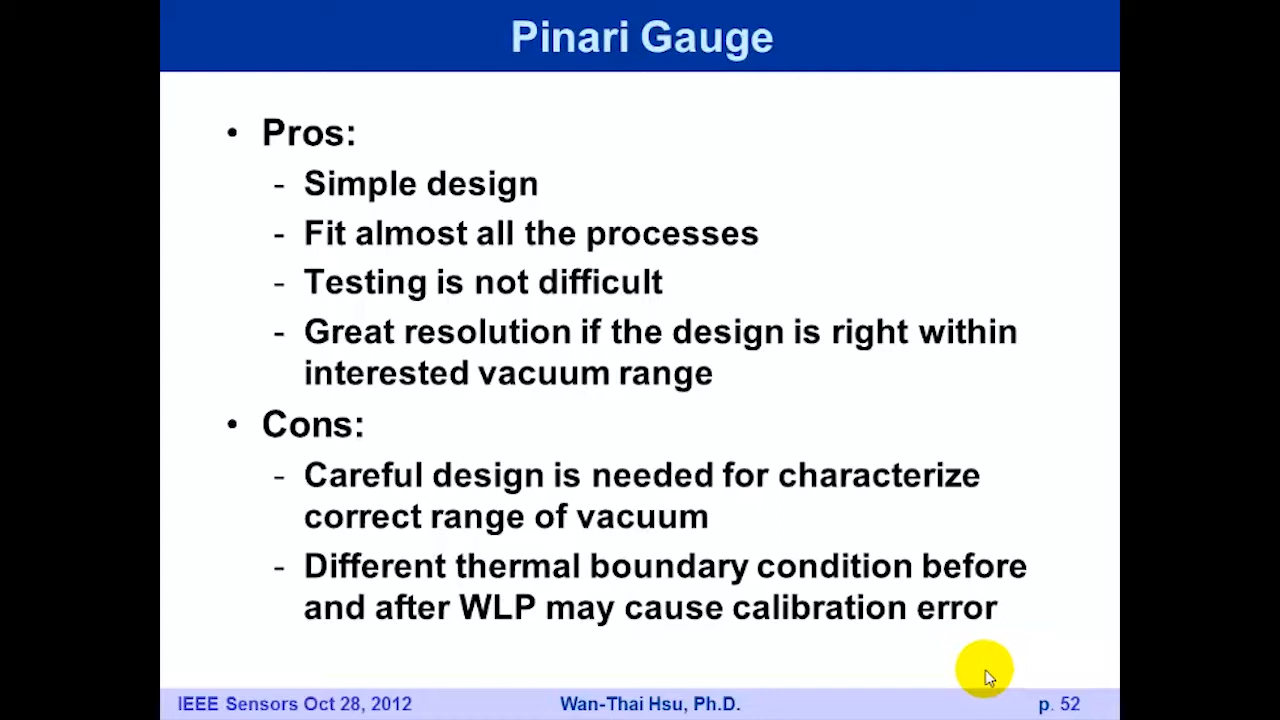 Pinari Gauge
• Pros:
- Simple design
- Fit almost all the processes
- Testing is not difficult
- Great resolution if the design is right within
interested vacuum range
• Cons:
- Careful design is needed for characterize
correct range of vacuum
- Different thermal boundary condition before
and after WLP may cause calibration error
IEEE Sensors Oct 28, 2012 Wan-Thai Hsu, Ph.D. p. 52